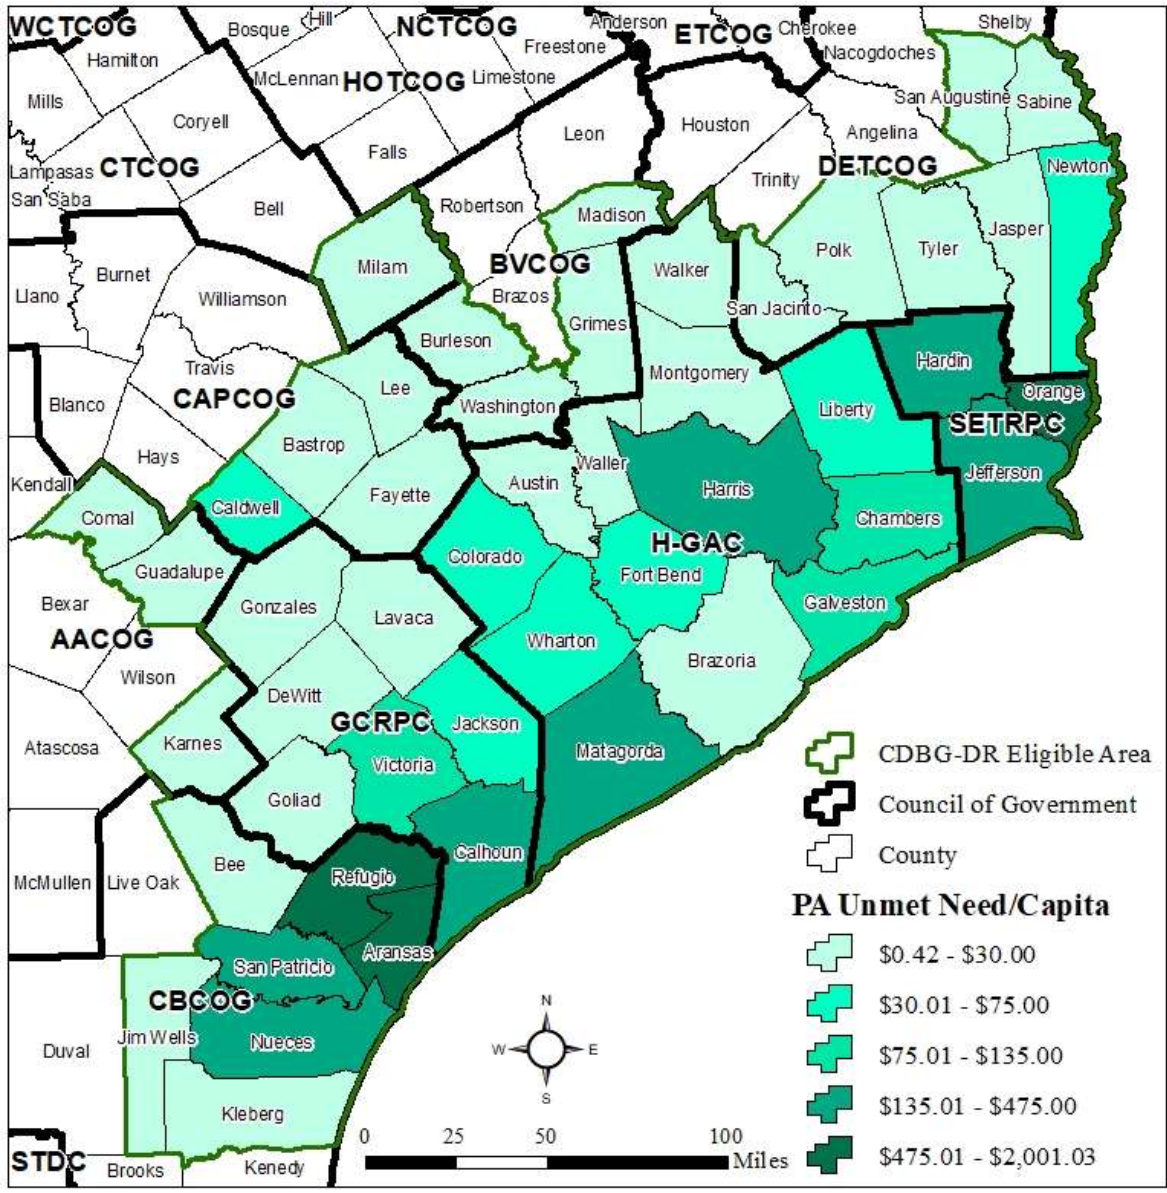 WCTCOG
Hamilton
Bosque
Hill
NCTCOG
Anderson
ETCOG
Cherokee
Shelby
Freestone
Nacogdoches
McLennan
HOTCOG
Limestone
Mills
San Augustine
Sabine
Coryell
Leon
Houston
Angelina
Falls
Lampasas
CTCOG
DETCOG
Newton
San Saba
Trinity
Bell
Robertson
Madison
Jasper
Milam
Polk
Tyler
Burnet
BVCOG
Walker
Llano
Williamson
Brazos
San Jacinto
Grimes
Burleson
Hardin
Travis
Montgomery
Lee
Orange
CAPCOG
Blanco
Washington
Liberty
SETRPC
Bastrop
Hays
Waller
Jefferson
Kendall
Austin
Fayette
Harris
Caldwell
Comal
Chambers
H-GAC
Colorado
Guadalupe
Fort Bend
Bexar
Gonzales
Lavaca
Galveston
AACOG
Wharton
Brazoria
Wilson
DeWitt
GCRPC
Jackson
Karnes
Atascosa
Matagorda
Victoria
Goliad
Calhoun
Bee
Refugio
McMullen
Live Oak
Aransas
San Patricio
CBCOG
Jim Wells
Nueces
Duval
Kleberg
STDC
Brooks
Kenedy
N
W
E
S
0
25
50
100
Miles
CDBG-DR Eligible Area
Council of Government
County
PA Unmet Need/Capita
$0.42 - $30.00
$30.01 - $75.00
$75.01 - $135.00
$135.01 - $475.00
$475.01 - $2,001.03